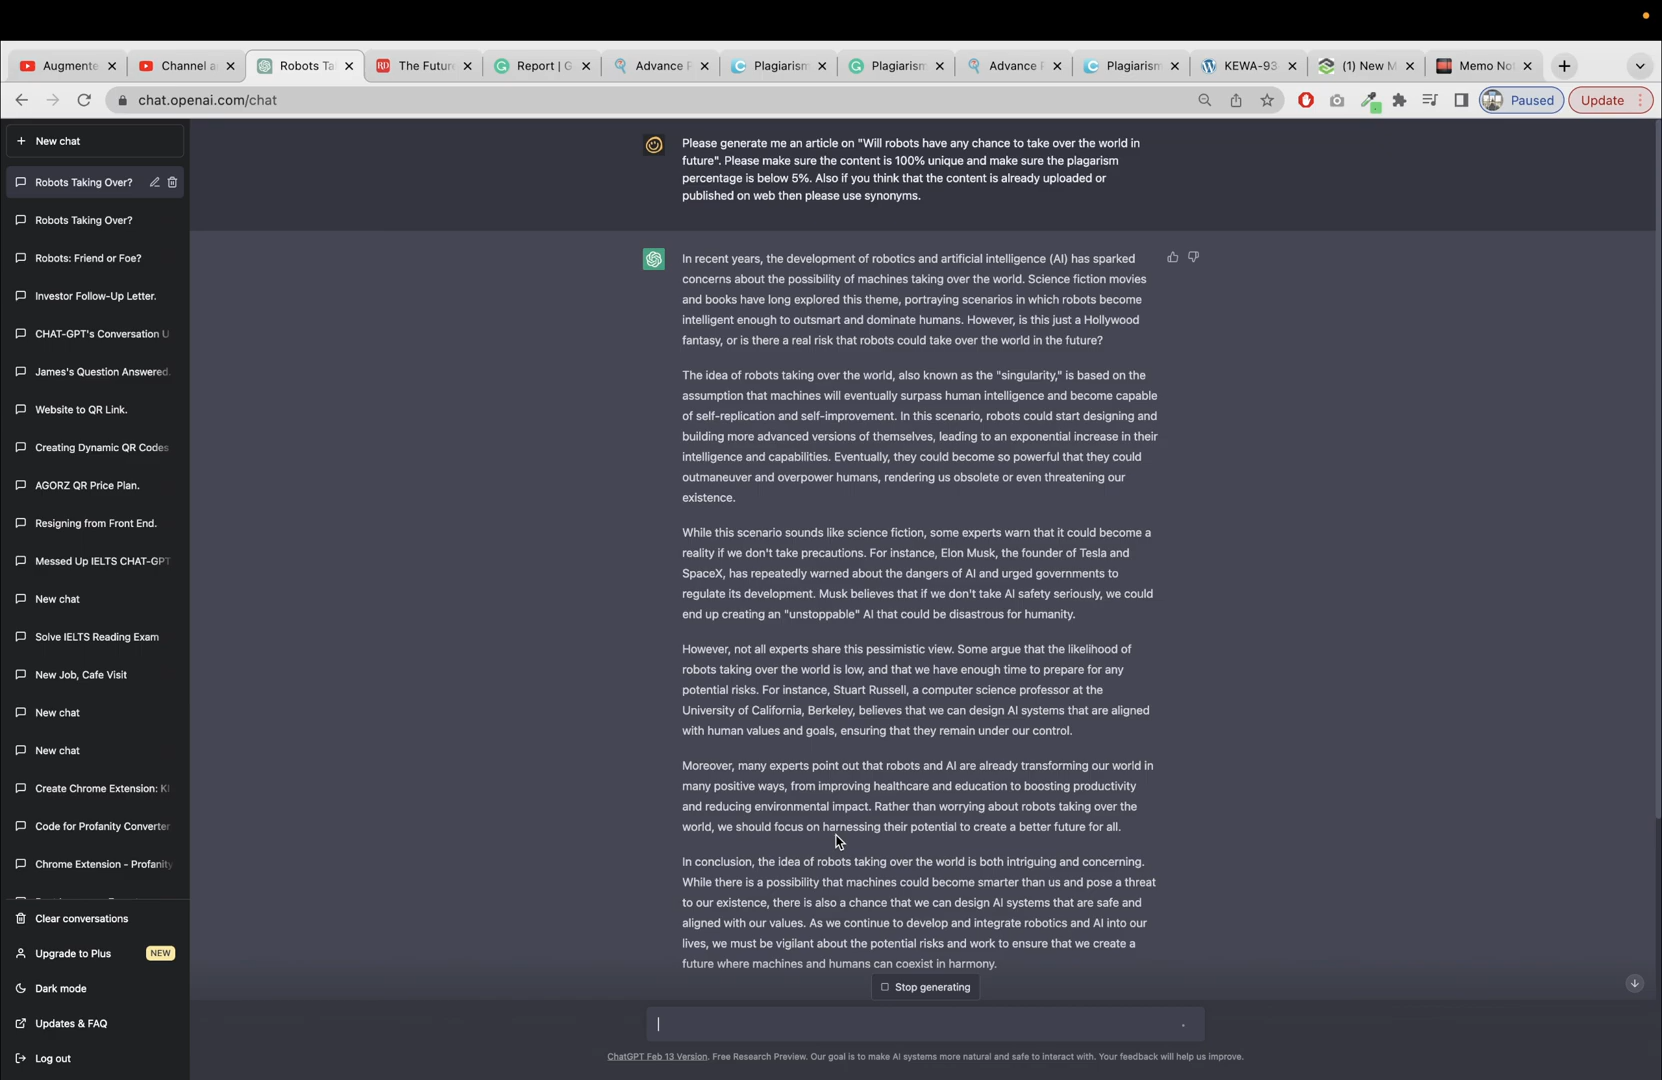 Augmente
Channel a
Robots Ta
The Futur
Report | G
Advance P
Plagiarism
Plagiarism
Advance P
Plagiarism
KEWA-93
(1) New M
Memo Not
chat.openai.com/chat
Paused
Update
New chat
Robots Taking Over?
Robots Taking Over?
Robots: Friend or Foe?
Investor Follow-Up Letter.
CHAT-GPT's Conversation U
James's Question Answered.
Website to QR Link.
Creating Dynamic QR Codes
AGORZ QR Price Plan.
Resigning from Front End.
Messed Up IELTS CHAT-GPT
New chat
Solve IELTS Reading Exam
New Job, Cafe Visit
New chat
New chat
Create Chrome Extension: KI
Code for Profanity Converter
Chrome Extension - Profanity
Clear conversations
Upgrade to Plus NEW
Dark mode
Updates & FAQ
Log out
Please generate me an article on "Will robots have any chance to take over the world in
future". Please make sure the content is 100% unique and make sure the plagarism
percentage is below 5%. Also if you think that the content is already uploaded or
published on web then please use synonyms.
In recent years, the development of robotics and artificial intelligence (AI) has sparked
concerns about the possibility of machines taking over the world. Science fiction movies
and books have long explored this theme, portraying scenarios in which robots become
intelligent enough to outsmart and dominate humans. However, is this just a Hollywood
fantasy, or is there a real risk that robots could take over the world in the future?
The idea of robots taking over the world, also known as the "singularity," is based on the
assumption that machines will eventually surpass human intelligence and become capable
of self-replication and self-improvement. In this scenario, robots could start designing and
building more advanced versions of themselves, leading to an exponential increase in their
intelligence and capabilities. Eventually, they could become so powerful that they could
outmaneuver and overpower humans, rendering us obsolete or even threatening our
existence.
While this scenario sounds like science fiction, some experts warn that it could become a
reality if we don't take precautions. For instance, Elon Musk, the founder of Tesla and
SpaceX, has repeatedly warned about the dangers of AI and urged governments to
regulate its development. Musk believes that if we don't take AI safety seriously, we could
end up creating an "unstoppable" AI that could be disastrous for humanity.
However, not all experts share this pessimistic view. Some argue that the likelihood of
robots taking over the world is low, and that we have enough time to prepare for any
potential risks. For instance, Stuart Russell, a computer science professor at the
University of California, Berkeley, believes that we can design AI systems that are aligned
with human values and goals, ensuring that they remain under our control.
Moreover, many experts point out that robots and AI are already transforming our world in
many positive ways, from improving healthcare and education to boosting productivity
and reducing environmental impact. Rather than worrying about robots taking over the
world, we should focus on harnessing their potential to create a better future for all.
In conclusion, the idea of robots taking over the world is both intriguing and concerning.
While there is a possibility that machines could become smarter than us and pose a threat
to our existence, there is also a chance that we can design AI systems that are safe and
aligned with our values. As we continue to develop and integrate robotics and AI into our
lives, we must be vigilant about the potential risks and work to ensure that we create a
future where machines and humans can coexist in harmony.
Stop generating
ChatGPT Feb 13 Version. Free Research Preview. Our goal is to make AI systems more natural and safe to interact with. Your feedback will help us improve.